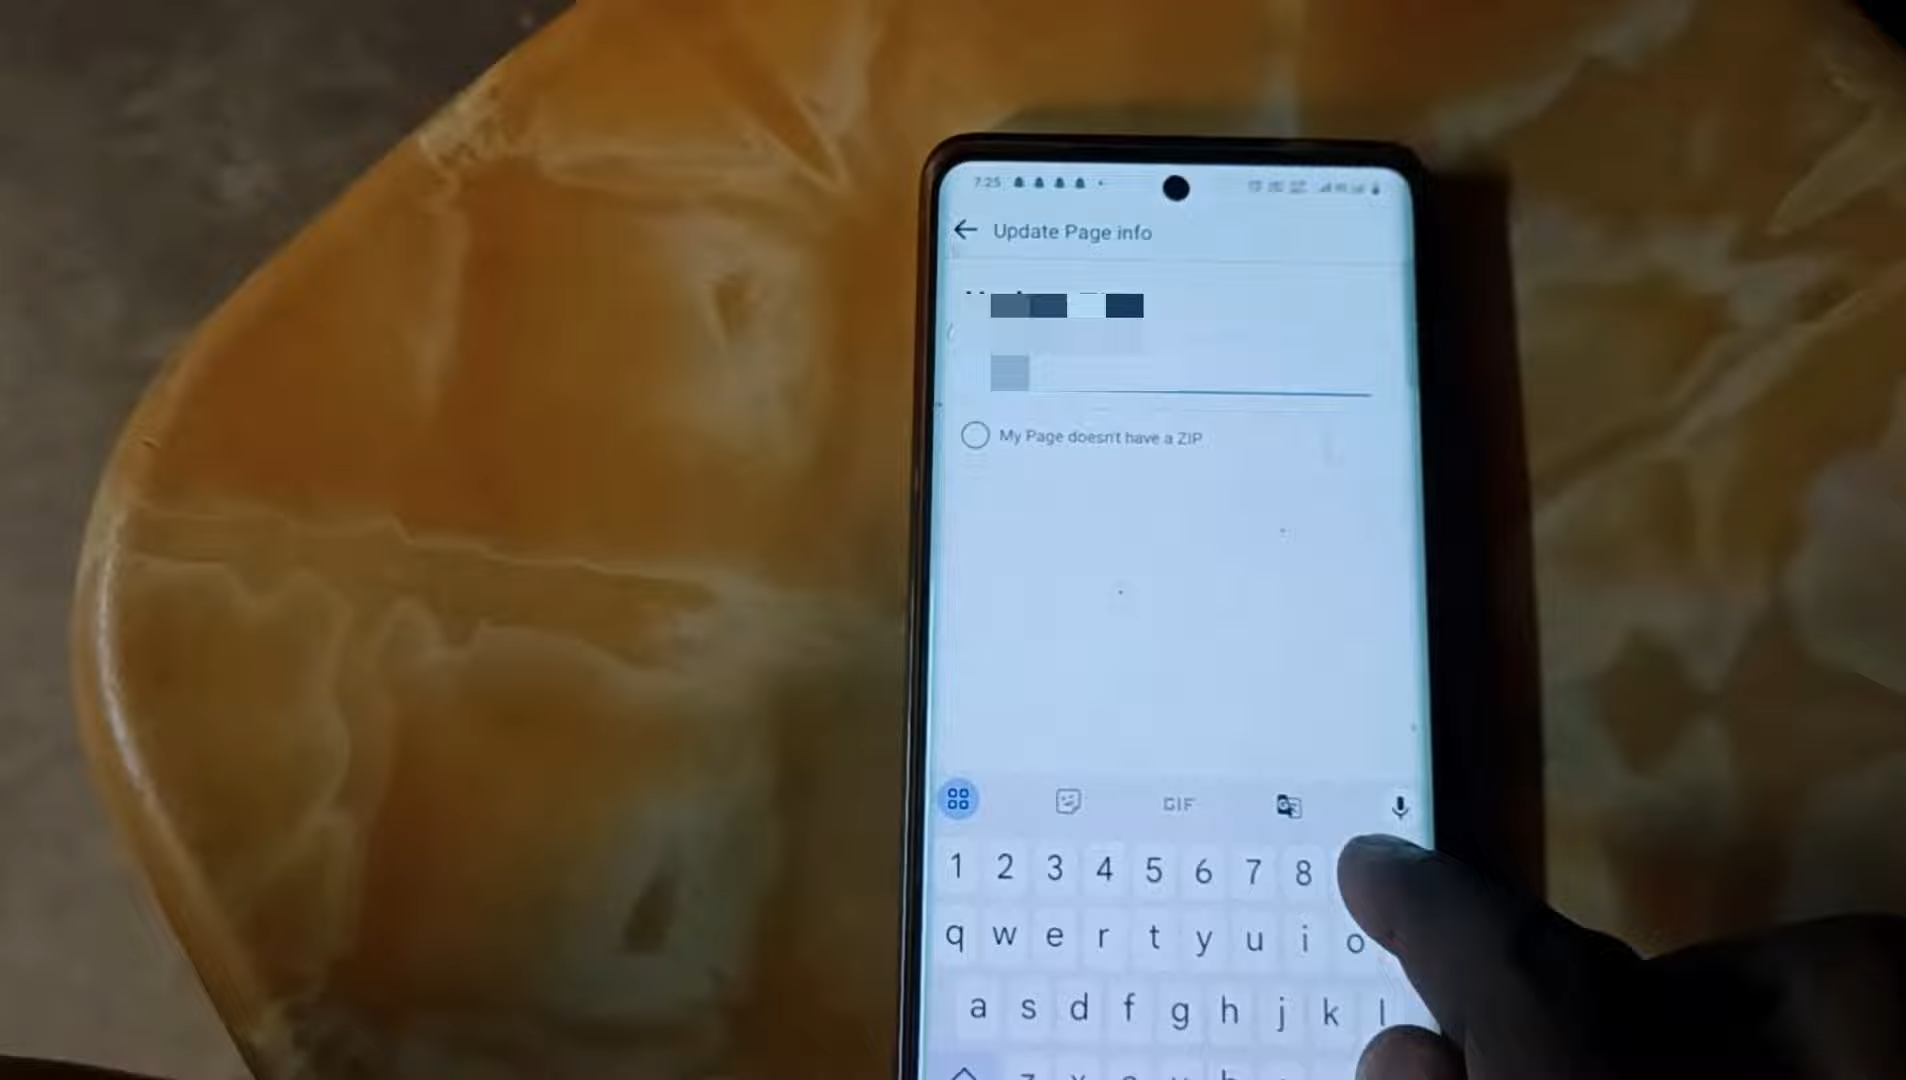 7:25
Update Page info
My Page doesn't have a ZIP
GIF
1 2 3 4 5 6 7 8
q w e r t y u i o
a s d f g h j k l